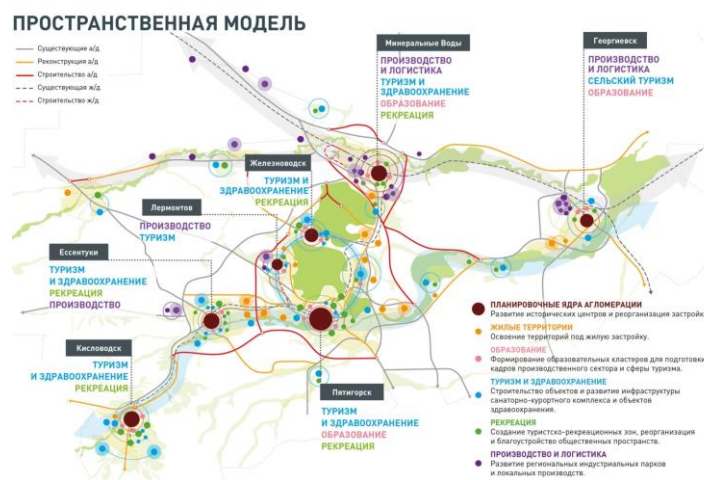 ПРОСТРАНСТВЕННАЯ МОДЕЛЬ
Существующие а/д
Реконструкция а/д
Строительство а/д
Существующая ж/д
Строительство ж/д
Минеральные Воды
ПРОИЗВОДСТВО
И ЛОГИСТИКА
ТУРИЗМ И
ЗДРАВООХРАНЕНИЕ
ОБРАЗОВАНИЕ
РЕКРЕАЦИЯ
Георгиевск
ПРОИЗВОДСТВО
И ЛОГИСТИКА
СЕЛЬСКИЙ ТУРИЗМ
ОБРАЗОВАНИЕ
Железноводск
ТУРИЗМ И
ЗДРАВООХРАНЕНИЕ
РЕКРЕАЦИЯ
Лермонтов
ПРОИЗВОДСТВО
ТУРИЗМ
Ессентуки
ТУРИЗМ
И ЗДРАВООХРАНЕНИЕ
РЕКРЕАЦИЯ
ПРОИЗВОДСТВО
Кисловодск
ТУРИЗМ
И ЗДРАВООХРАНЕНИЕ
РЕКРЕАЦИЯ
Пятигорск
ТУРИЗМ
И ЗДРАВООХРАНЕНИЕ
ОБРАЗОВАНИЕ
РЕКРЕАЦИЯ
ПЛАНИРОВОЧНЫЕ ЯДРА АГЛОМЕРАЦИИ
Развитие исторических центров и реорганизация застройк
ЖИЛЫЕ ТЕРРИТОРИИ
Освоение территорий под жилую застройку.
ОБРАЗОВАНИЕ
Формирование образовательных кластеров для подготовки
кадров производственного сектора и сферы туризма.
ТУРИЗМ И ЗДРАВООХРАНЕНИЕ
Строительство объектов и развитие инфраструктуры
санаторно-курортного комплекса и объектов
здравоохранения.
РЕКРЕАЦИЯ
Создание туристско-рекреационных зон, реорганизация
и благоустройство общественных пространств.
ПРОИЗВОДСТВО И ЛОГИСТИКА
Развитие региональных индустриальных парков
и локальных производств.